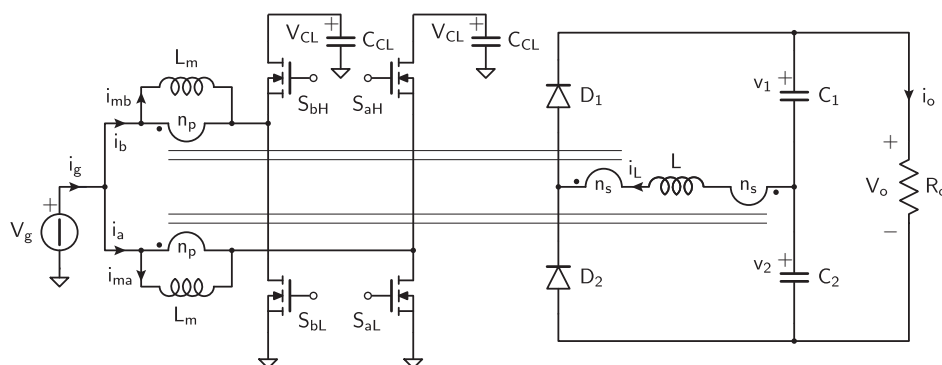 V_CL C_CL V_CL C_CL
L_m
i_mb S_bH S_aH
n_p
i_b
D_1 v_1 C_1 i_o
i_g
i_L L
n_s n_s
V_g V_o
i_a n_p
i_ma
L_m
S_bL S_aL
D_2 v_2 C_2